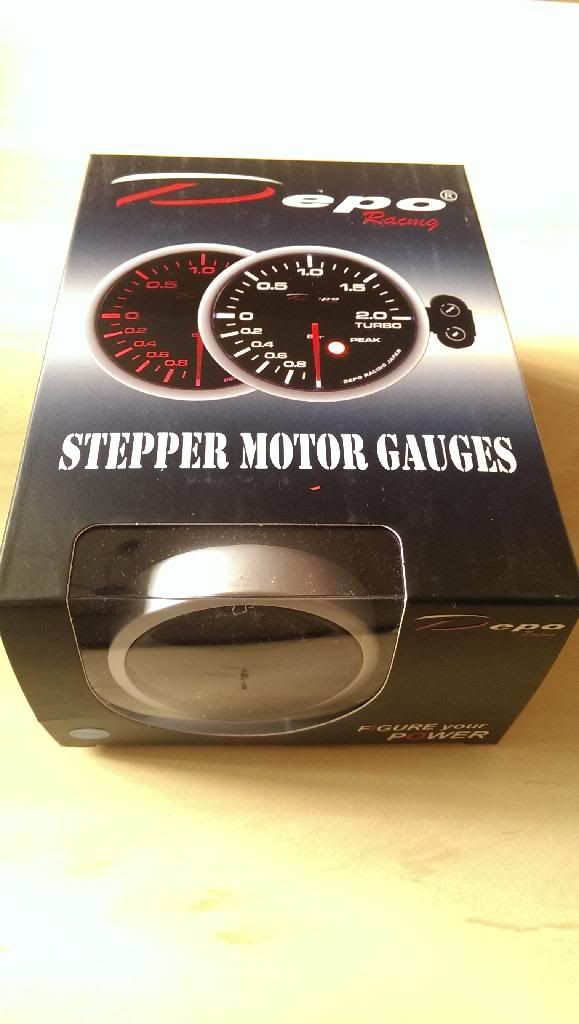 Depo®
Racing
0.5 1.0
0
0.2
0.4
0.6
0.8
0.5 1.0 1.5
0 2.0
0.2 TURBO
0.4 PEAK
0.6
0.8
DEPO RACING JAPAN
STEPPER MOTOR GAUGES
Depo
Racing
FIGURE your
POWER